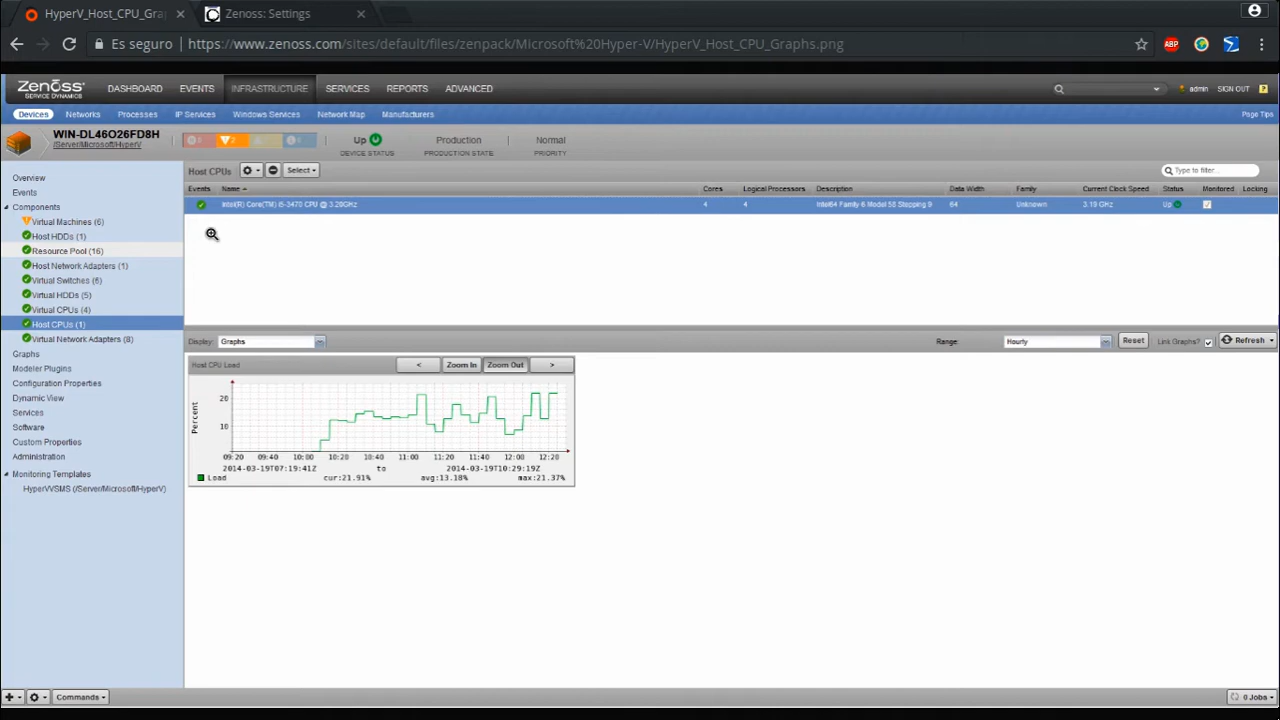 HyperV_Host_CPU_Gra
Zenoss: Settings
Es seguro
https://www.zenoss.com/sites/default/files/zenpack/Microsoft%20Hyper-V/HyperV_Host_CPU_Graphs.png
ABP
Zenoss
SERVICE DYNAMICS
DASHBOARD EVENTS INFRASTRUCTURE SERVICES REPORTS ADVANCED
admin SIGN OUT ?
Devices Networks Processes IP Services Windows Services Network Map Manufacturers Page Tips
WIN-DL46O26FD8H
/Server/Microsoft/HyperV
2
Up
DEVICE STATUS
Production
PRODUCTION STATE
Normal
PRIORITY
Overview
Events
Components
Virtual Machines (6)
Host HDDs (1)
Resource Pool (16)
Host Network Adapters (1)
Virtual Switches (6)
Virtual HDDs (5)
Virtual CPUs (4)
Host CPUs (1)
Virtual Network Adapters (8)
Graphs
Modeler Plugins
Configuration Properties
Dynamic View
Services
Software
Custom Properties
Administration
Monitoring Templates
HyperVVSMS (/Server/Microsoft/HyperV)
Host CPUs Select
Type to filter...
Events Name Cores Logical Processors Description Data Width Family Current Clock Speed Status Monitored Locking
Intel(R) Core(TM) i5-3470 CPU @ 3.20GHz 4 4 Intel64 Family 6 Model 58 Stepping 9 64 Unknown 3.19 GHz Up
Display: Graphs Range: Hourly Reset Link Graphs? Refresh
Host CPU Load < Zoom In Zoom Out >
Percent
20
10
09:20 09:40 10:00 10:20 10:40 11:00 11:20 11:40 12:00 12:20
2014-03-19T07:19:41Z to 2014-03-19T10:29:19Z
Load cur:21.91% avg:13.18% max:21.37%
Commands
0 Jobs